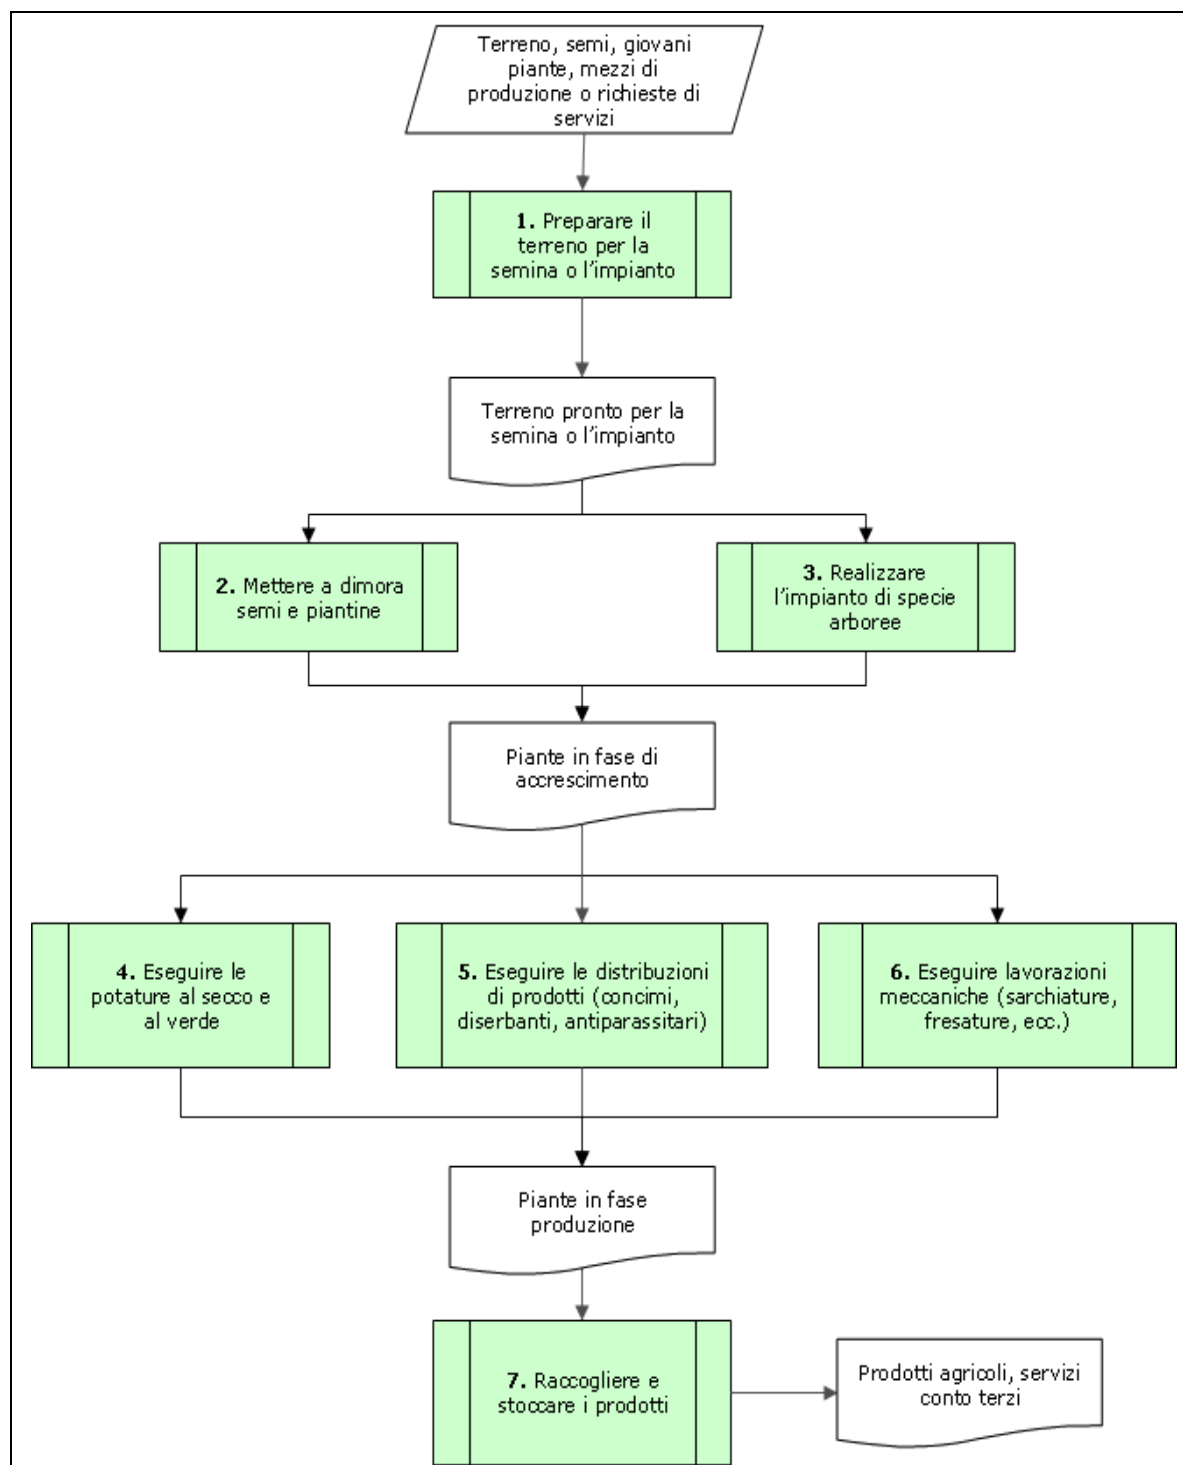 Terreno, semi, giovani
piante, mezzi di
produzione o richieste di
servizi
1. Preparare il
terreno per la
semina o l'impianto
Terreno pronto per la
semina o l'impianto
2. Mettere a dimora
semi e piantine
3. Realizzare
l'impianto di specie
arboree
Piante in fase di
accrescimento
4. Eseguire le
potature al secco e
al verde
5. Eseguire le distribuzioni
di prodotti (concimi,
diserbanti, antiparassitari)
6. Eseguire lavorazioni
meccaniche (sarchiature,
fresature, ecc.)
Piante in fase
produzione
7. Raccogliere e
stoccare i prodotti
Prodotti agricoli, servizi
conto terzi